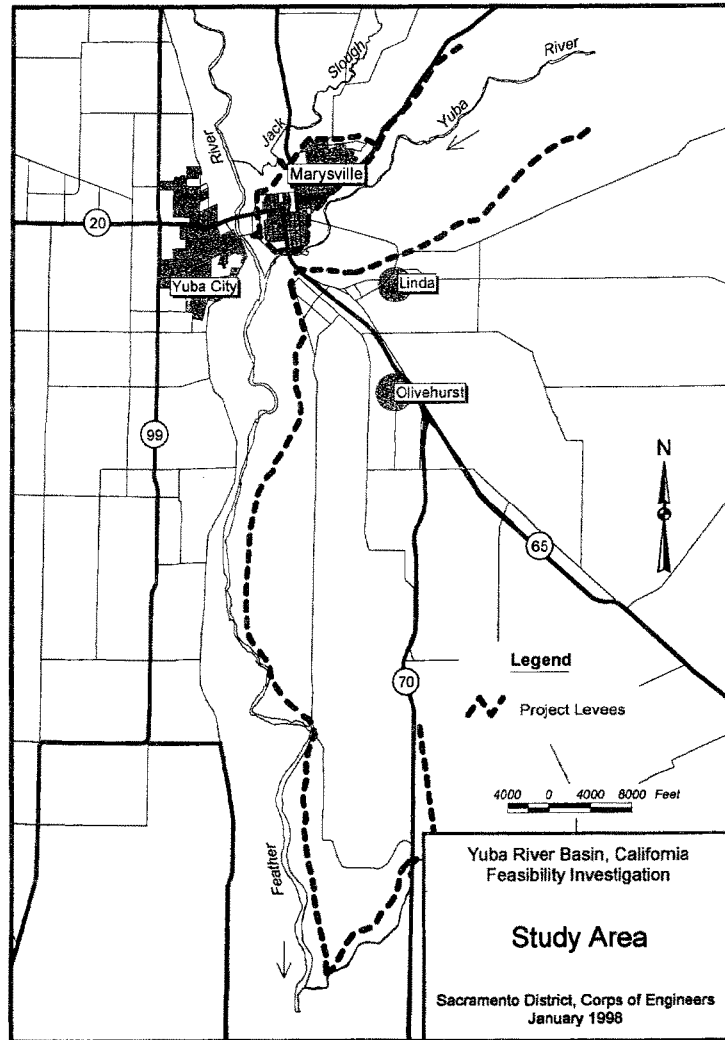 River
Slough
Yuba
Jack
River
Marysville
20
Yuba City
Linda
Olivehurst
99
N
65
Legend
70
Project Levees
4000 0 4000 8000 Feet
Feather
Yuba River Basin, California
Feasibility Investigation
Study Area
Sacramento District, Corps of Engineers
January 1998